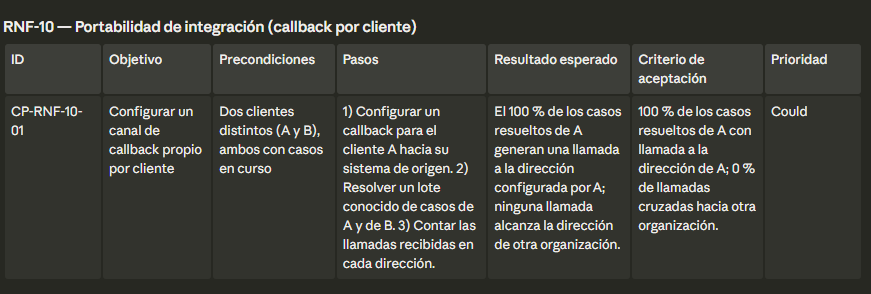 RNF-10 — Portabilidad de integración (callback por cliente)
ID
Objetivo
Precondiciones
Pasos
Resultado esperado
Criterio de
aceptación
Prioridad
CP-RNF-10-
01
Configurar un
canal de
callback propio
por cliente
Dos clientes
distintos (A y B),
ambos con casos
en curso
1) Configurar un
callback para el
cliente A hacia su
sistema de origen. 2)
Resolver un lote
conocido de casos de
A y de B. 3) Contar las
llamadas recibidas en
cada dirección.
El 100 % de los casos
resueltos de A
generan una llamada
a la dirección
configurada por A;
ninguna llamada
alcanza la dirección
de otra organización.
100 % de los casos
resueltos de A con
llamada a la
dirección de A; 0 %
de llamadas
cruzadas hacia otra
organización.
Could